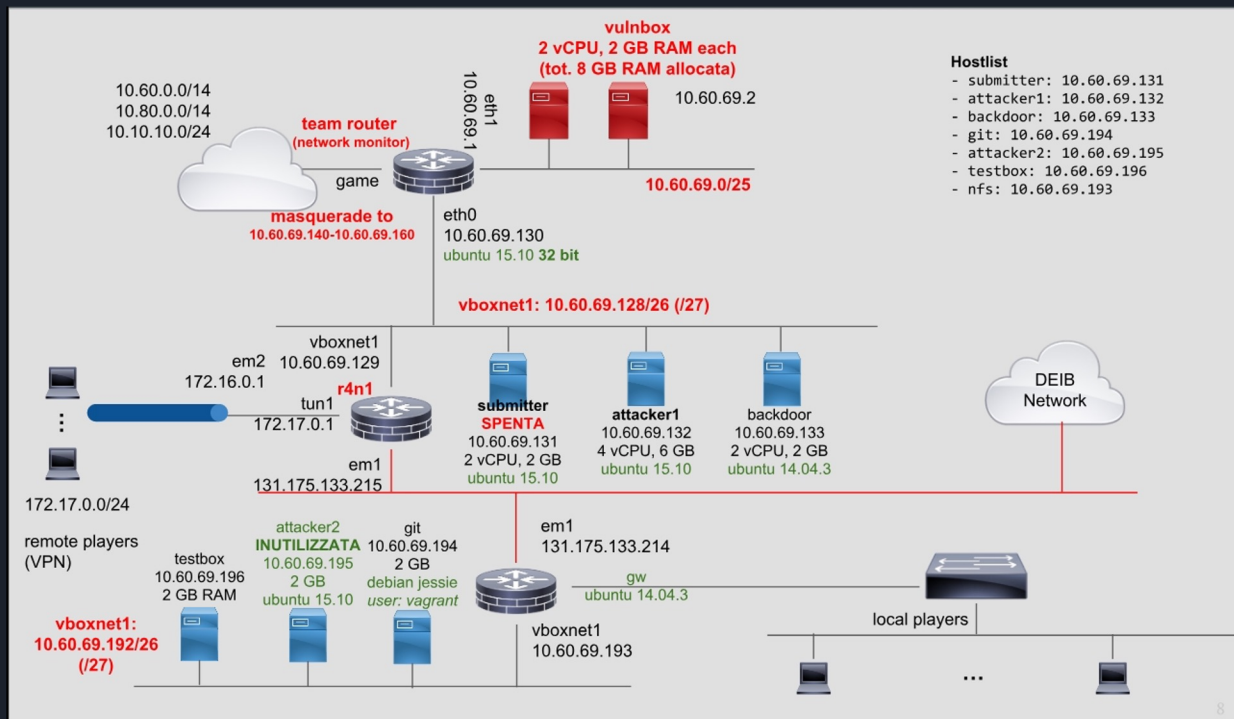 vulnbox
2 vCPU, 2 GB RAM each
(tot. 8 GB RAM allocata)
10.60.69.2
Hostlist
- submitter: 10.60.69.131
- attacker1: 10.60.69.132
- backdoor: 10.60.69.133
- git: 10.60.69.194
- attacker2: 10.60.69.195
- testbox: 10.60.69.196
- nfs: 10.60.69.193
10.60.0.0/14
10.80.0.0/14
10.10.10.0/24
team router
(network monitor)
game
eth1
10.60.69.1
10.60.69.0/25
masquerade to
10.60.69.140-10.60.69.160
eth0
10.60.69.130
ubuntu 15.10 32 bit
vboxnet1: 10.60.69.128/26 (/27)
vboxnet1
10.60.69.129
em2
172.16.0.1
r4n1
tun1
172.17.0.1
em1
131.175.133.215
submitter
SPENTA
10.60.69.131
2 vCPU, 2 GB
ubuntu 15.10
attacker1
10.60.69.132
4 vCPU, 6 GB
ubuntu 15.10
backdoor
10.60.69.133
2 vCPU, 2 GB
ubuntu 14.04.3
DEIB
Network
⋮
172.17.0.0/24
remote players
(VPN)
testbox
10.60.69.196
2 GB RAM
attacker2
INUTILIZZATA
10.60.69.195
2 GB
ubuntu 15.10
git
10.60.69.194
2 GB
debian jessie
user: vagrant
em1
131.175.133.214
gw
ubuntu 14.04.3
vboxnet1
10.60.69.193
vboxnet1:
10.60.69.192/26
(/27)
local players
...
8